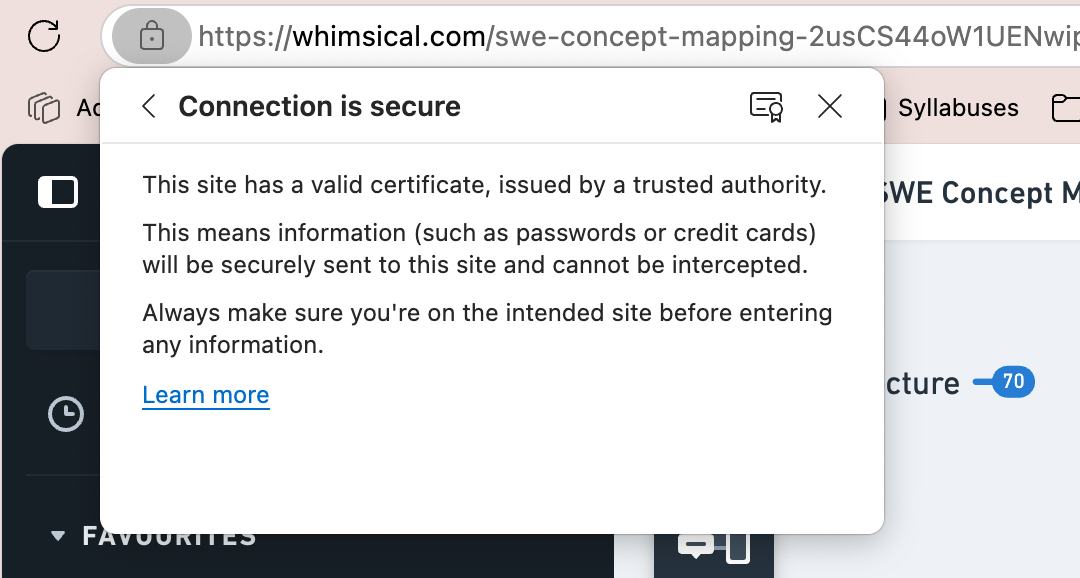 https://whimsical.com/swe-concept-mapping-2usCS44oW1UENwip
Connection is secure
Syllabuses
This site has a valid certificate, issued by a trusted authority.
SWE Concept M
This means information (such as passwords or credit cards)
will be securely sent to this site and cannot be intercepted.
Always make sure you're on the intended site before entering
any information.
cture
70
Learn more
FAVOURITES